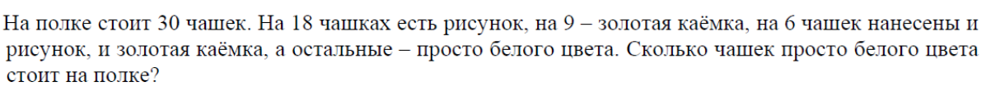 На полке стоит 30 чашек. На 18 чашках есть рисунок, на 9 – золотая каёмка, на 6 чашек нанесены и
рисунок, и золотая каёмка, а остальные – просто белого цвета. Сколько чашек просто белого цвета
стоит на полке?